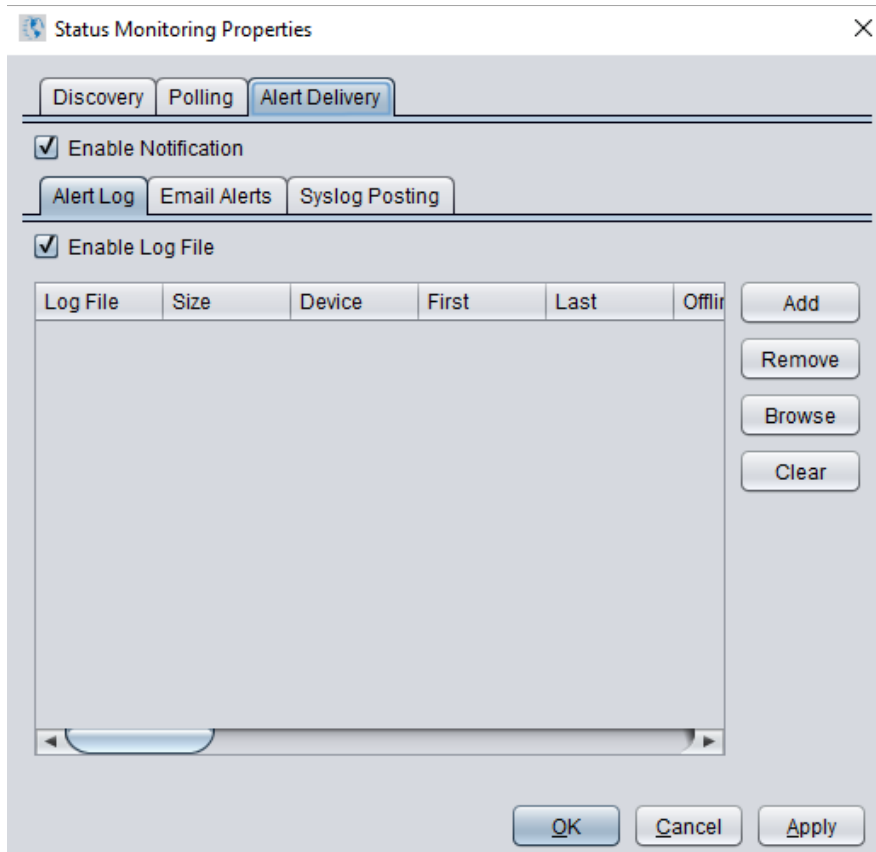 Status Monitoring Properties
Discovery Polling Alert Delivery
Enable Notification
Alert Log Email Alerts Syslog Posting
Enable Log File
Log File Size Device First Last Offlir
Add
Remove
Browse
Clear
OK Cancel Apply